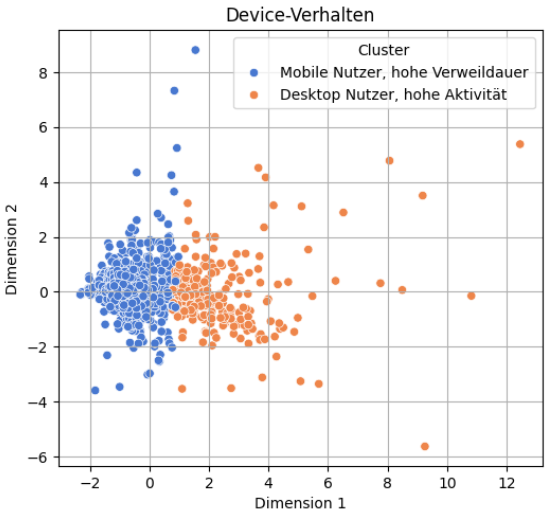 Device-Verhalten
Cluster
Mobile Nutzer, hohe Verweildauer
Desktop Nutzer, hohe Aktivität
8
6
4
2
0
−2
−4
−6
Dimension 2
−2 0 2 4 6 8 10 12
Dimension 1